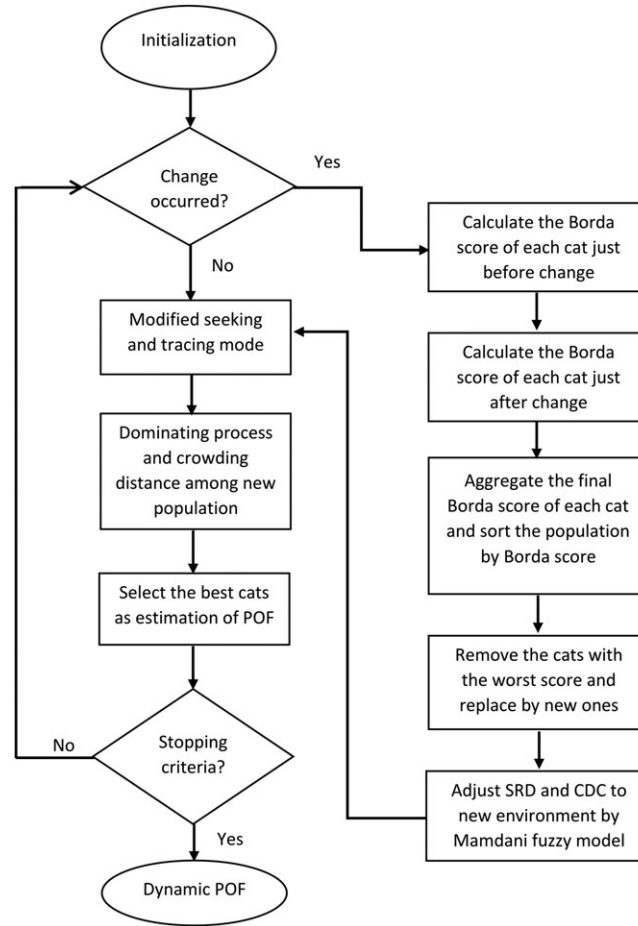 Initialization
Change
occurred?
Yes
No
Modified seeking
and tracing mode
Dominating process
and crowding
distance among new
population
Select the best cats
as estimation of POF
Stopping
criteria?
No
Yes
Dynamic POF
Calculate the Borda
score of each cat just
before change
Calculate the Borda
score of each cat just
after change
Aggregate the final
Borda score of each cat
and sort the population
by Borda score
Remove the cats with
the worst score and
replace by new ones
Adjust SRD and CDC to
new environment by
Mamdani fuzzy model